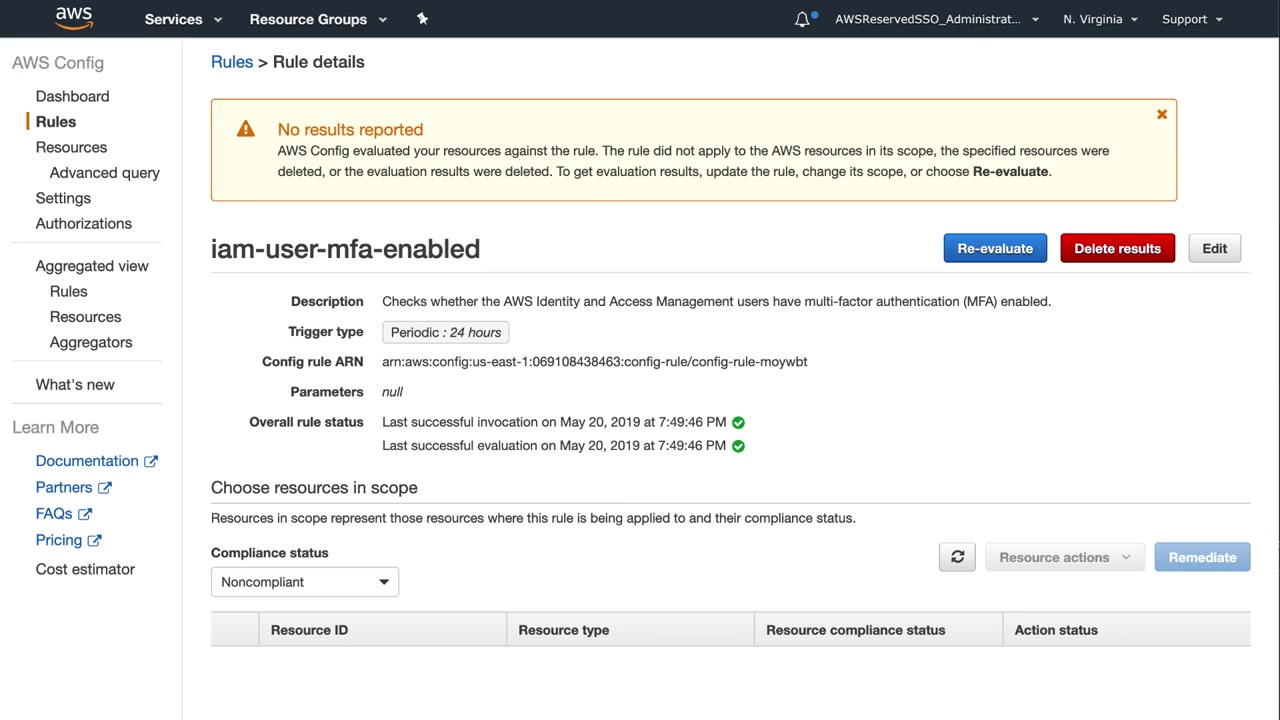 aws
Services
Resource Groups
AWSReservedSSO_Administrat...
N. Virginia
Support
AWS Config
Dashboard
Rules
Resources
Advanced query
Settings
Authorizations
Aggregated view
Rules
Resources
Aggregators
What's new
Learn More
Documentation
Partners
FAQs
Pricing
Cost estimator
Rules > Rule details
No results reported
AWS Config evaluated your resources against the rule. The rule did not apply to the AWS resources in its scope, the specified resources were
deleted, or the evaluation results were deleted. To get evaluation results, update the rule, change its scope, or choose Re-evaluate.
iam-user-mfa-enabled
Re-evaluate
Delete results
Edit
Description Checks whether the AWS Identity and Access Management users have multi-factor authentication (MFA) enabled.
Trigger type Periodic : 24 hours
Config rule ARN arn:aws:config:us-east-1:069108438463:config-rule/config-rule-moywbt
Parameters null
Overall rule status Last successful invocation on May 20, 2019 at 7:49:46 PM
Last successful evaluation on May 20, 2019 at 7:49:46 PM
Choose resources in scope
Resources in scope represent those resources where this rule is being applied to and their compliance status.
Compliance status
Noncompliant
Resource actions
Remediate
Resource ID
Resource type
Resource compliance status
Action status